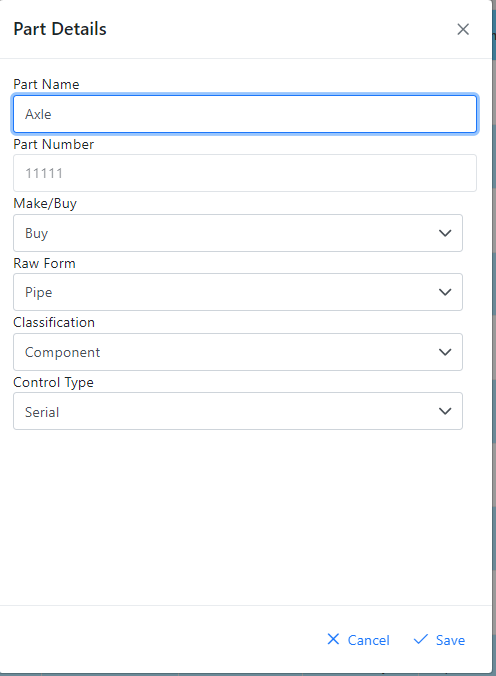 Part Details
Part Name
Axle
Part Number
11111
Make/Buy
Buy
Raw Form
Pipe
Classification
Component
Control Type
Serial
Cancel Save